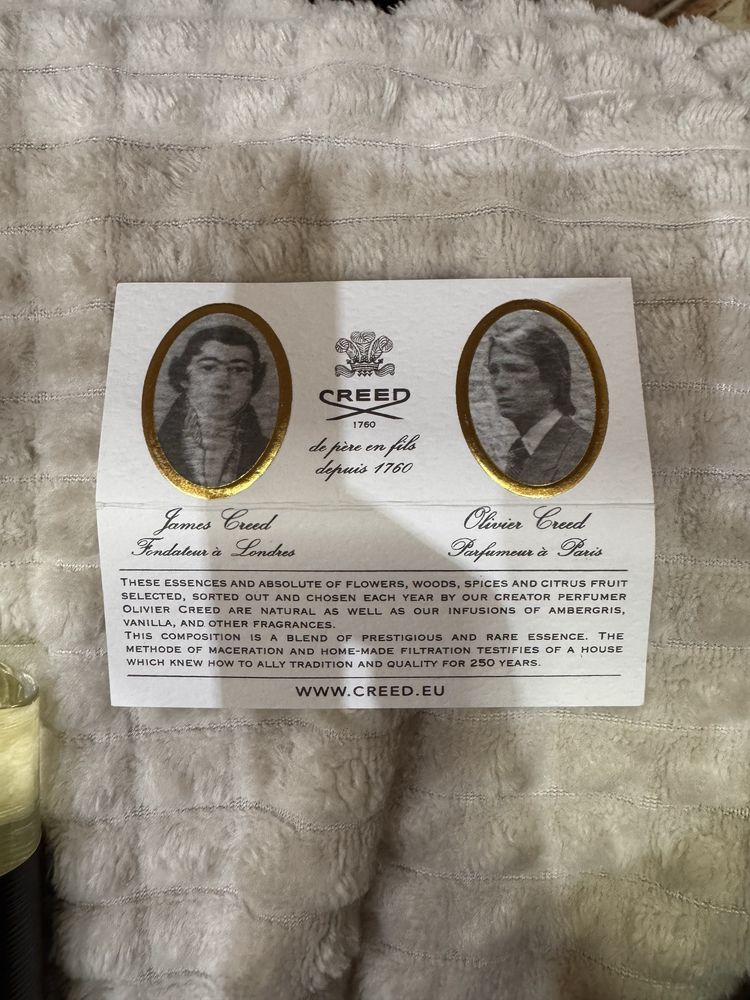 CREED
1760
de père en fils
depuis 1760
James Creed
Fondateur à Londres
Olivier Creed
Parfumeur à Paris
THESE ESSENCES AND ABSOLUTE OF FLOWERS, WOODS, SPICES AND CITRUS FRUIT
SELECTED, SORTED OUT AND CHOSEN EACH YEAR BY OUR CREATOR PERFUMER
OLIVIER CREED ARE NATURAL AS WELL AS OUR INFUSIONS OF AMBERGRIS,
VANILLA, AND OTHER FRAGRANCES.
THIS COMPOSITION IS A BLEND OF PRESTIGIOUS AND RARE ESSENCE. THE
METHODE OF MACERATION AND HOME-MADE FILTRATION TESTIFIES OF A HOUSE
WHICH KNEW HOW TO ALLY TRADITION AND QUALITY FOR 250 YEARS.
WWW.CREED.EU